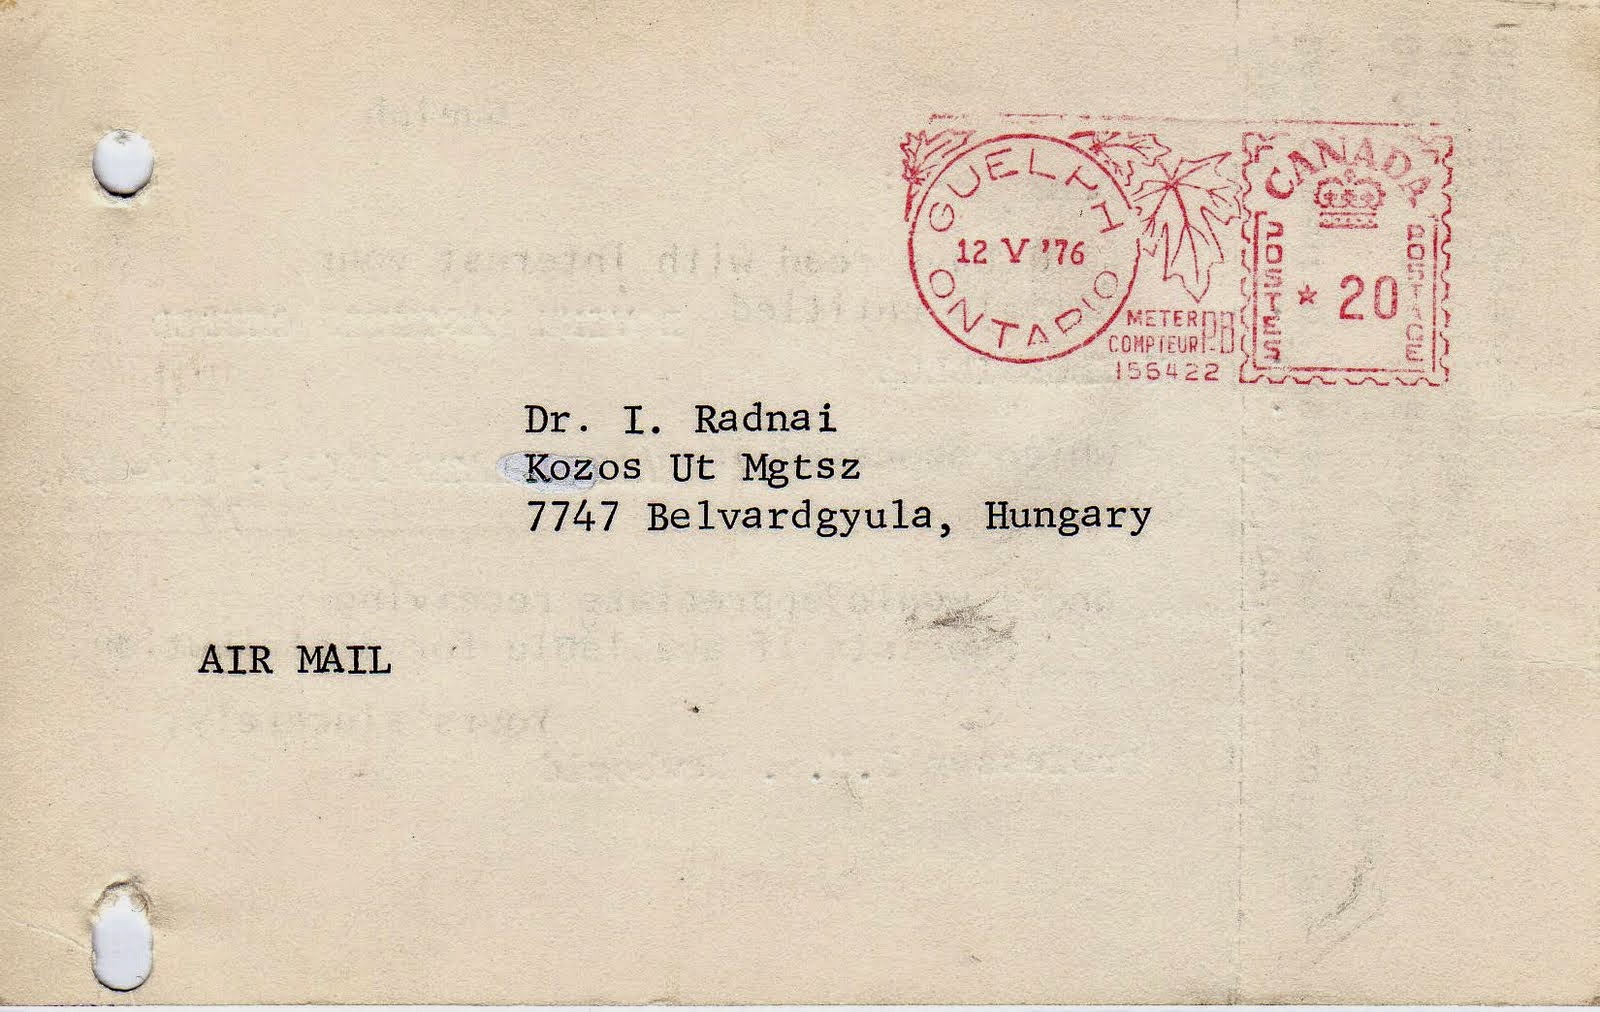 GUELPH
ONTARIO
12 V '76
METER PB
COMPTEUR
156422
CANADA
POSTES
* 20
POSTAGE
Dr. I. Radnai
Kozos Ut Mgtsz
7747 Belvardgyula, Hungary
AIR MAIL